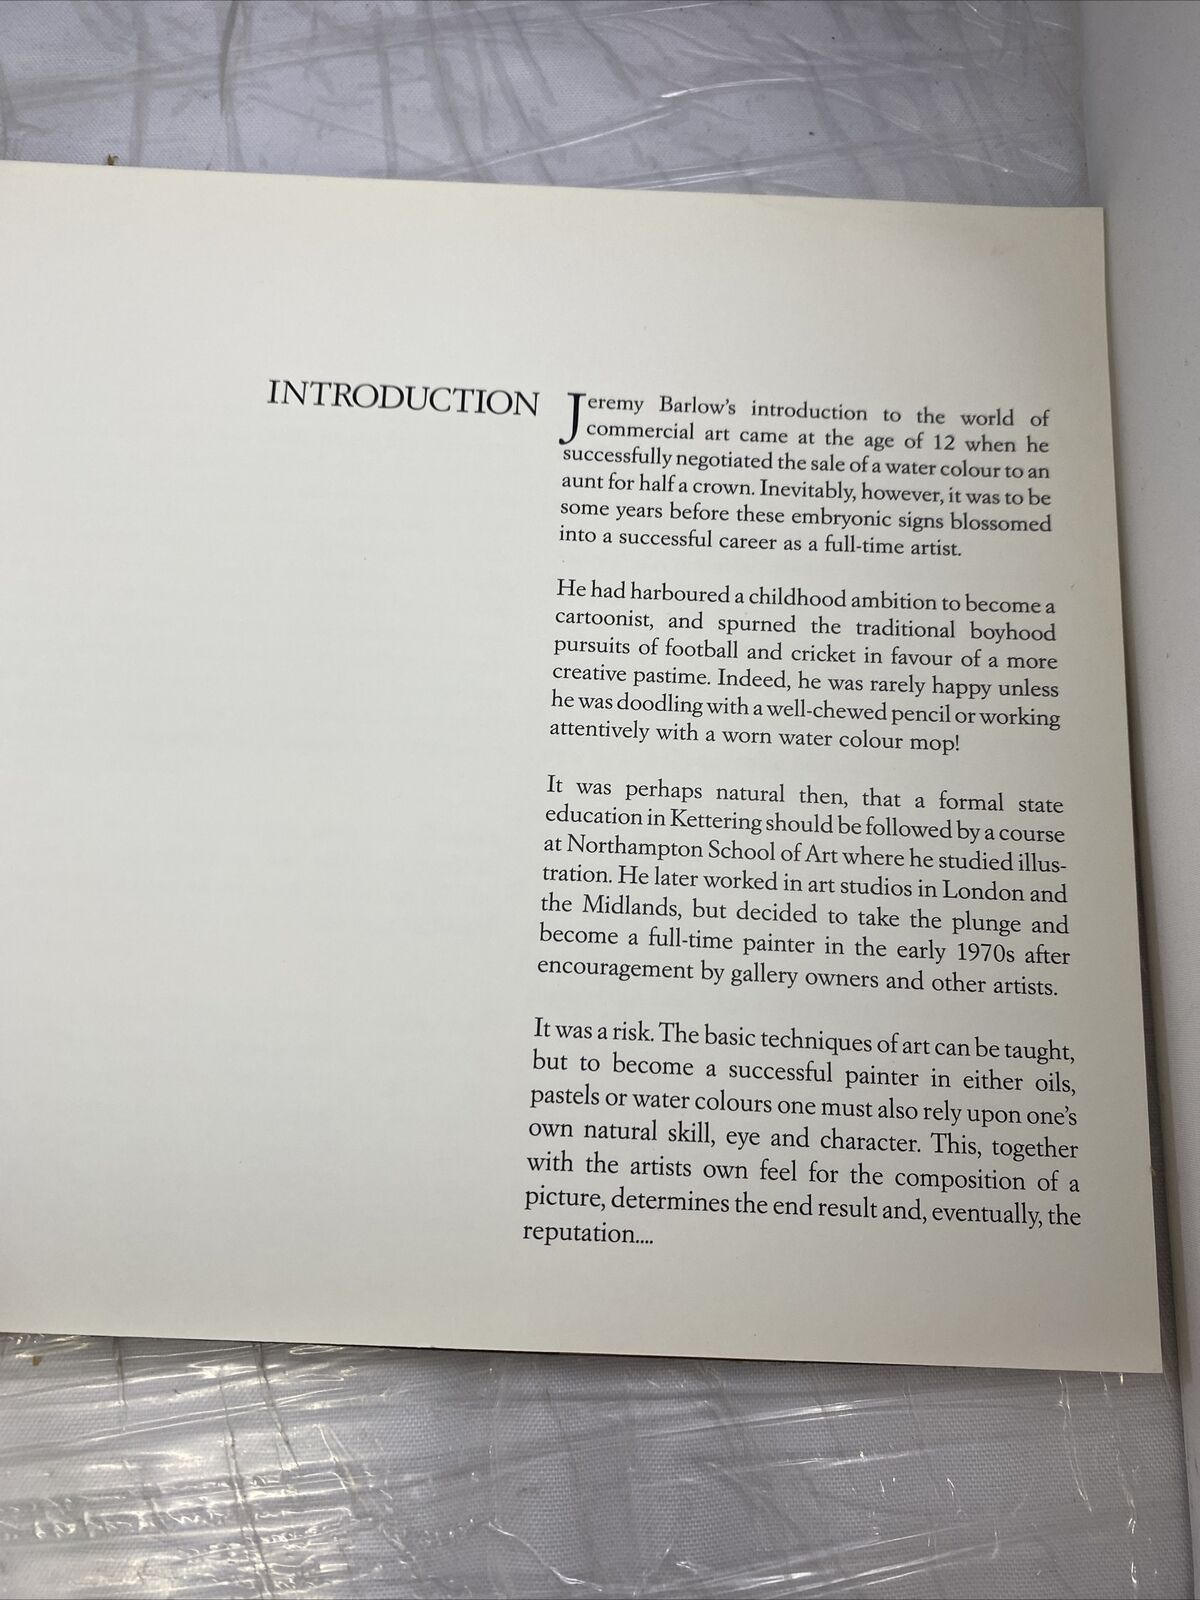 INTRODUCTION
Jeremy Barlow's introduction to the world of
commercial art came at the age of 12 when he
successfully negotiated the sale of a water colour to an
aunt for half a crown. Inevitably, however, it was to be
some years before these embryonic signs blossomed
into a successful career as a full-time artist.
He had harboured a childhood ambition to become a
cartoonist, and spurned the traditional boyhood
pursuits of football and cricket in favour of a more
creative pastime. Indeed, he was rarely happy unless
he was doodling with a well-chewed pencil or working
attentively with a worn water colour mop!
It was perhaps natural then, that a formal state
education in Kettering should be followed by a course
at Northampton School of Art where he studied illus-
tration. He later worked in art studios in London and
the Midlands, but decided to take the plunge and
become a full-time painter in the early 1970s after
encouragement by gallery owners and other artists.
It was a risk. The basic techniques of art can be taught,
but to become a successful painter in either oils,
pastels or water colours one must also rely upon one's
own natural skill, eye and character. This, together
with the artists own feel for the composition of a
picture, determines the end result and, eventually, the
reputation....